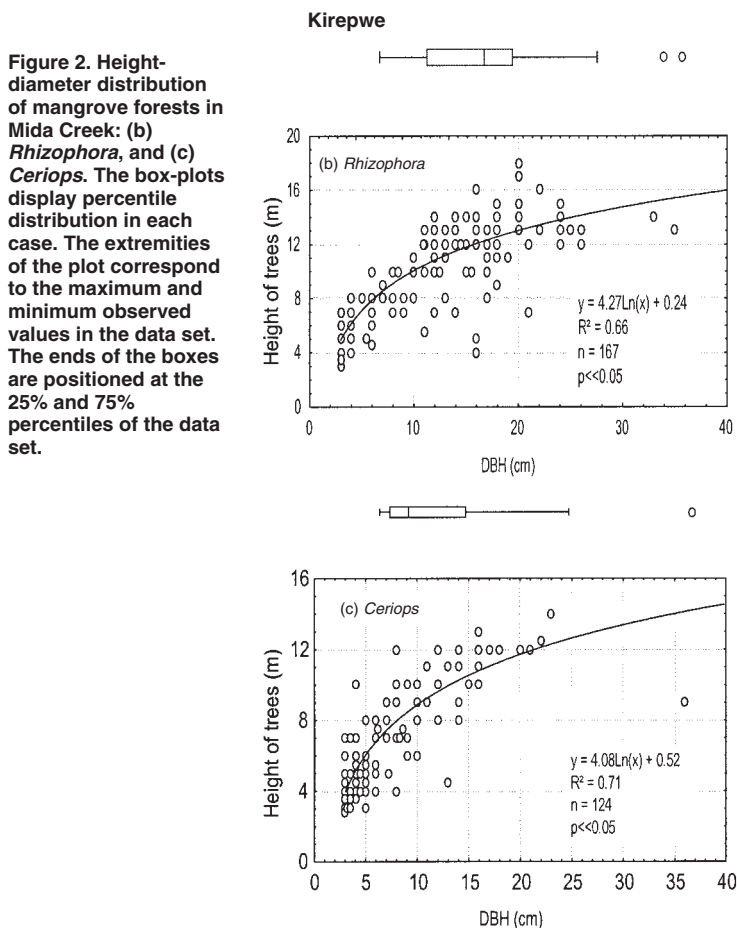 Kirepwe
Figure 2. Height-
diameter distribution
of mangrove forests in
Mida Creek: (b)
Rhizophora, and (c)
Ceriops. The box-plots
display percentile
distribution in each
case. The extremities
of the plot correspond
to the maximum and
minimum observed
values in the data set.
The ends of the boxes
are positioned at the
25% and 75%
percentiles of the data
set.
20
16
12
8
4
0
Height of trees (m)
(b) Rhizophora
y = 4.27Ln(x) + 0.24
R² = 0.66
n = 167
p<<0.05
0 10 20 30 40
DBH (cm)
16
12
8
4
0
Height of trees (m)
(c) Ceriops
y = 4.08Ln(x) + 0.52
R² = 0.71
n = 124
p<<0.05
0 5 10 15 20 25 30 35 40
DBH (cm)